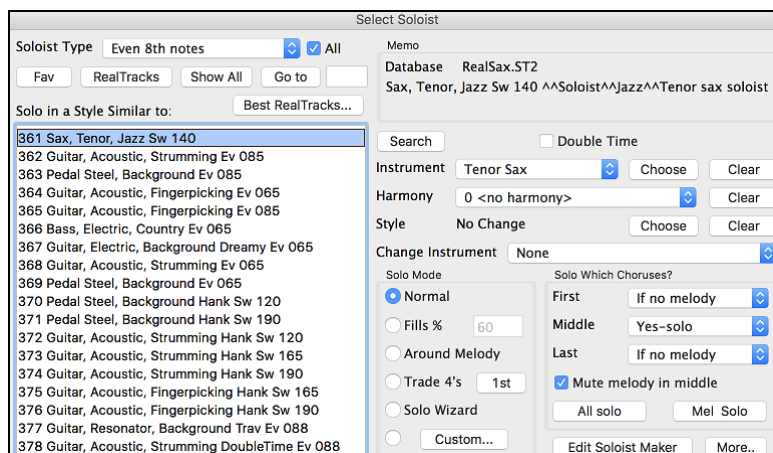 Select Soloist
Soloist Type Even 8th notes All
Fav RealTracks Show All Go to
Solo in a Style Similar to: Best RealTracks...
361 Sax, Tenor, Jazz Sw 140
362 Guitar, Acoustic, Strumming Ev 085
363 Pedal Steel, Background Ev 085
364 Guitar, Acoustic, Fingerpicking Ev 065
365 Guitar, Acoustic, Fingerpicking Ev 085
366 Bass, Electric, Country Ev 065
367 Guitar, Electric, Background Dreamy Ev 065
368 Guitar, Acoustic, Strumming Ev 065
369 Pedal Steel, Background Ev 065
370 Pedal Steel, Background Hank Sw 120
371 Pedal Steel, Background Hank Sw 190
372 Guitar, Acoustic, Strumming Hank Sw 120
373 Guitar, Acoustic, Strumming Hank Sw 165
374 Guitar, Acoustic, Strumming Hank Sw 190
375 Guitar, Acoustic, Fingerpicking Hank Sw 165
376 Guitar, Acoustic, Fingerpicking Hank Sw 190
377 Guitar, Resonator, Background Trav Ev 088
378 Guitar, Acoustic, Strumming DoubleTime Ev 088
Memo
Database RealSax.ST2
Sax, Tenor, Jazz Sw 140 ^^Soloist^^Jazz^^Tenor sax soloist
Search Double Time
Instrument Tenor Sax Choose Clear
Harmony 0 <no harmony> Clear
Style No Change Choose Clear
Change Instrument None
Solo Mode
Normal
Fills % 60
Around Melody
Trade 4's 1st
Solo Wizard
Custom...
Solo Which Choruses?
First If no melody
Middle Yes-solo
Last If no melody
Mute melody in middle
All solo Mel Solo
Edit Soloist Maker More..